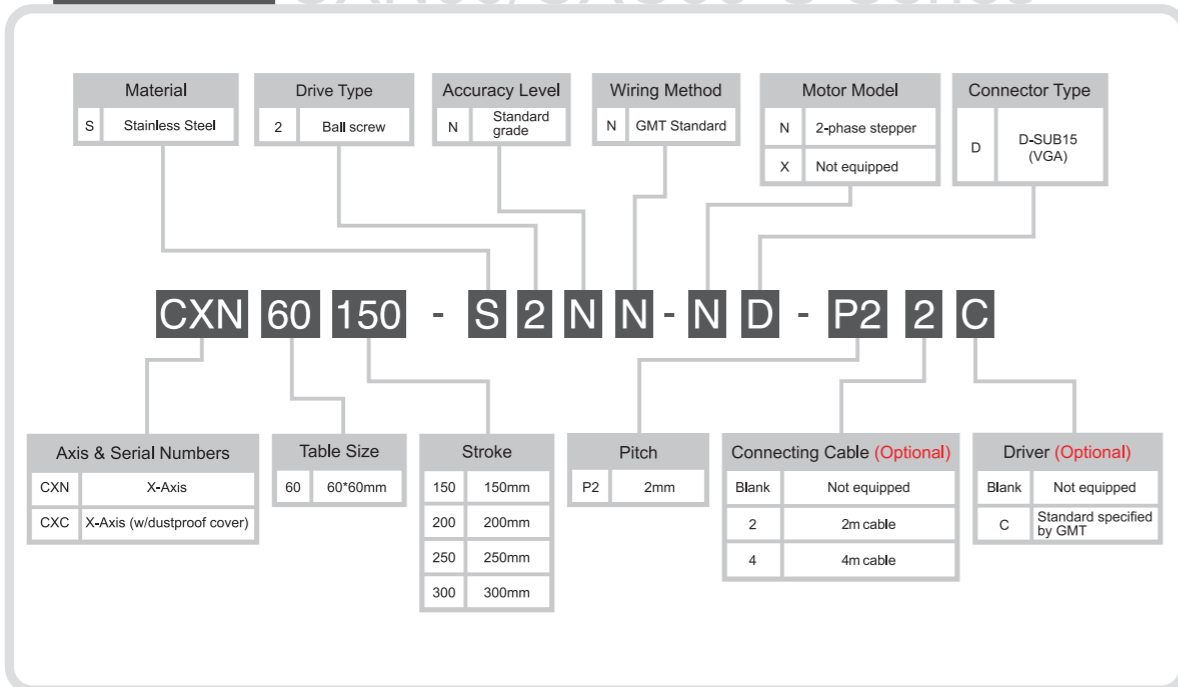 Material
S Stainless Steel
Drive Type
2 Ball screw
Accuracy Level
N Standard
grade
Wiring Method
N GMT Standard
Motor Model
N 2-phase stepper
X Not equipped
Connector Type
D D-SUB15
(VGA)
CXN 60 150 - S 2 N N - N D - P2 2 C
Axis & Serial Numbers
CXN X-Axis
CXC X-Axis (w/dustproof cover)
Table Size
60 60*60mm
Stroke
150 150mm
200 200mm
250 250mm
300 300mm
Pitch
P2 2mm
Connecting Cable (Optional)
Blank Not equipped
2 2m cable
4 4m cable
Driver (Optional)
Blank Not equipped
C Standard specified
by GMT